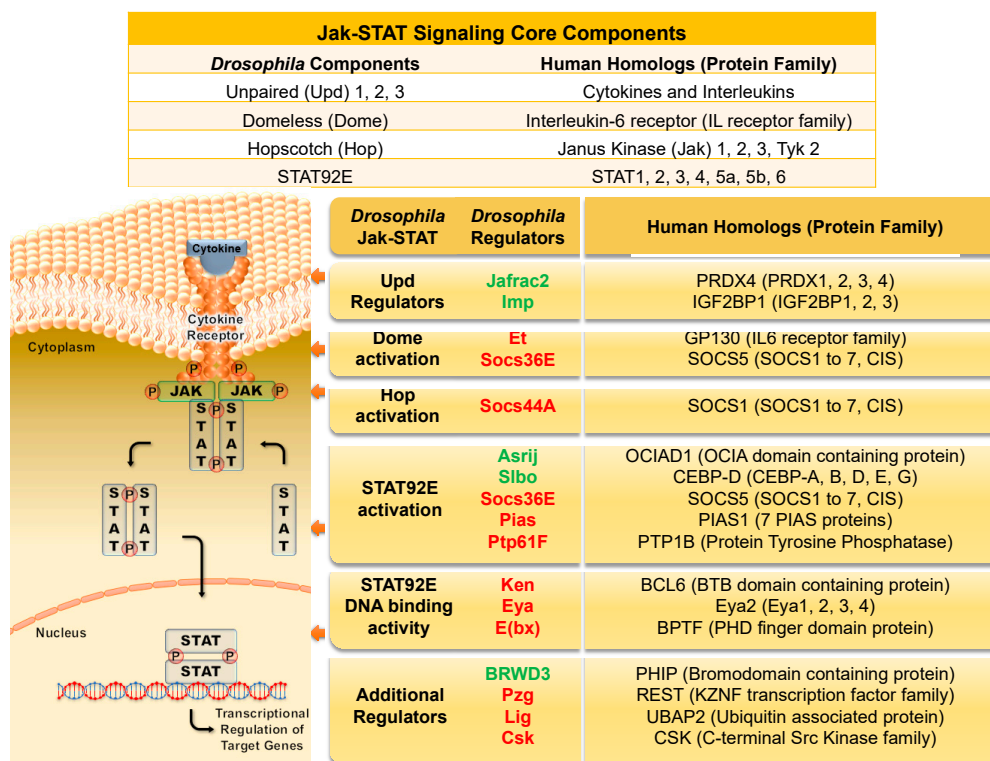 Jak-STAT Signaling Core Components
Drosophila Components Human Homologs (Protein Family)
Unpaired (Upd) 1, 2, 3 Cytokines and Interleukins
Domeless (Dome) Interleukin-6 receptor (IL receptor family)
Hopscotch (Hop) Janus Kinase (Jak) 1, 2, 3, Tyk 2
STAT92E STAT1, 2, 3, 4, 5a, 5b, 6
Cytokine
Cytokine
Receptor
Cytoplasm
P P
P JAK JAK P
STAT P STAT
P
STAT P STAT
P
STAT
Nucleus
STAT
P P
STAT
Transcriptional
Regulation of
Target Genes
Drosophila Jak-STAT Drosophila Regulators Human Homologs (Protein Family)
Upd Regulators
Jafrac2 PRDX4 (PRDX1, 2, 3, 4)
Imp IGF2BP1 (IGF2BP1, 2, 3)
Dome activation
Et GP130 (IL6 receptor family)
Socs36E SOCS5 (SOCS1 to 7, CIS)
Hop activation
Socs44A SOCS1 (SOCS1 to 7, CIS)
STAT92E activation
Asrij OCIAD1 (OCIA domain containing protein)
Slbo CEBP-D (CEBP-A, B, D, E, G)
Socs36E SOCS5 (SOCS1 to 7, CIS)
Pias PIAS1 (7 PIAS proteins)
Ptp61F PTP1B (Protein Tyrosine Phosphatase)
STAT92E DNA binding activity
Ken BCL6 (BTB domain containing protein)
Eya Eya2 (Eya1, 2, 3, 4)
E(bx) BPTF (PHD finger domain protein)
Additional Regulators
BRWD3 PHIP (Bromodomain containing protein)
Pzg REST (KZNF transcription factor family)
Lig UBAP2 (Ubiquitin associated protein)
Csk CSK (C-terminal Src Kinase family)